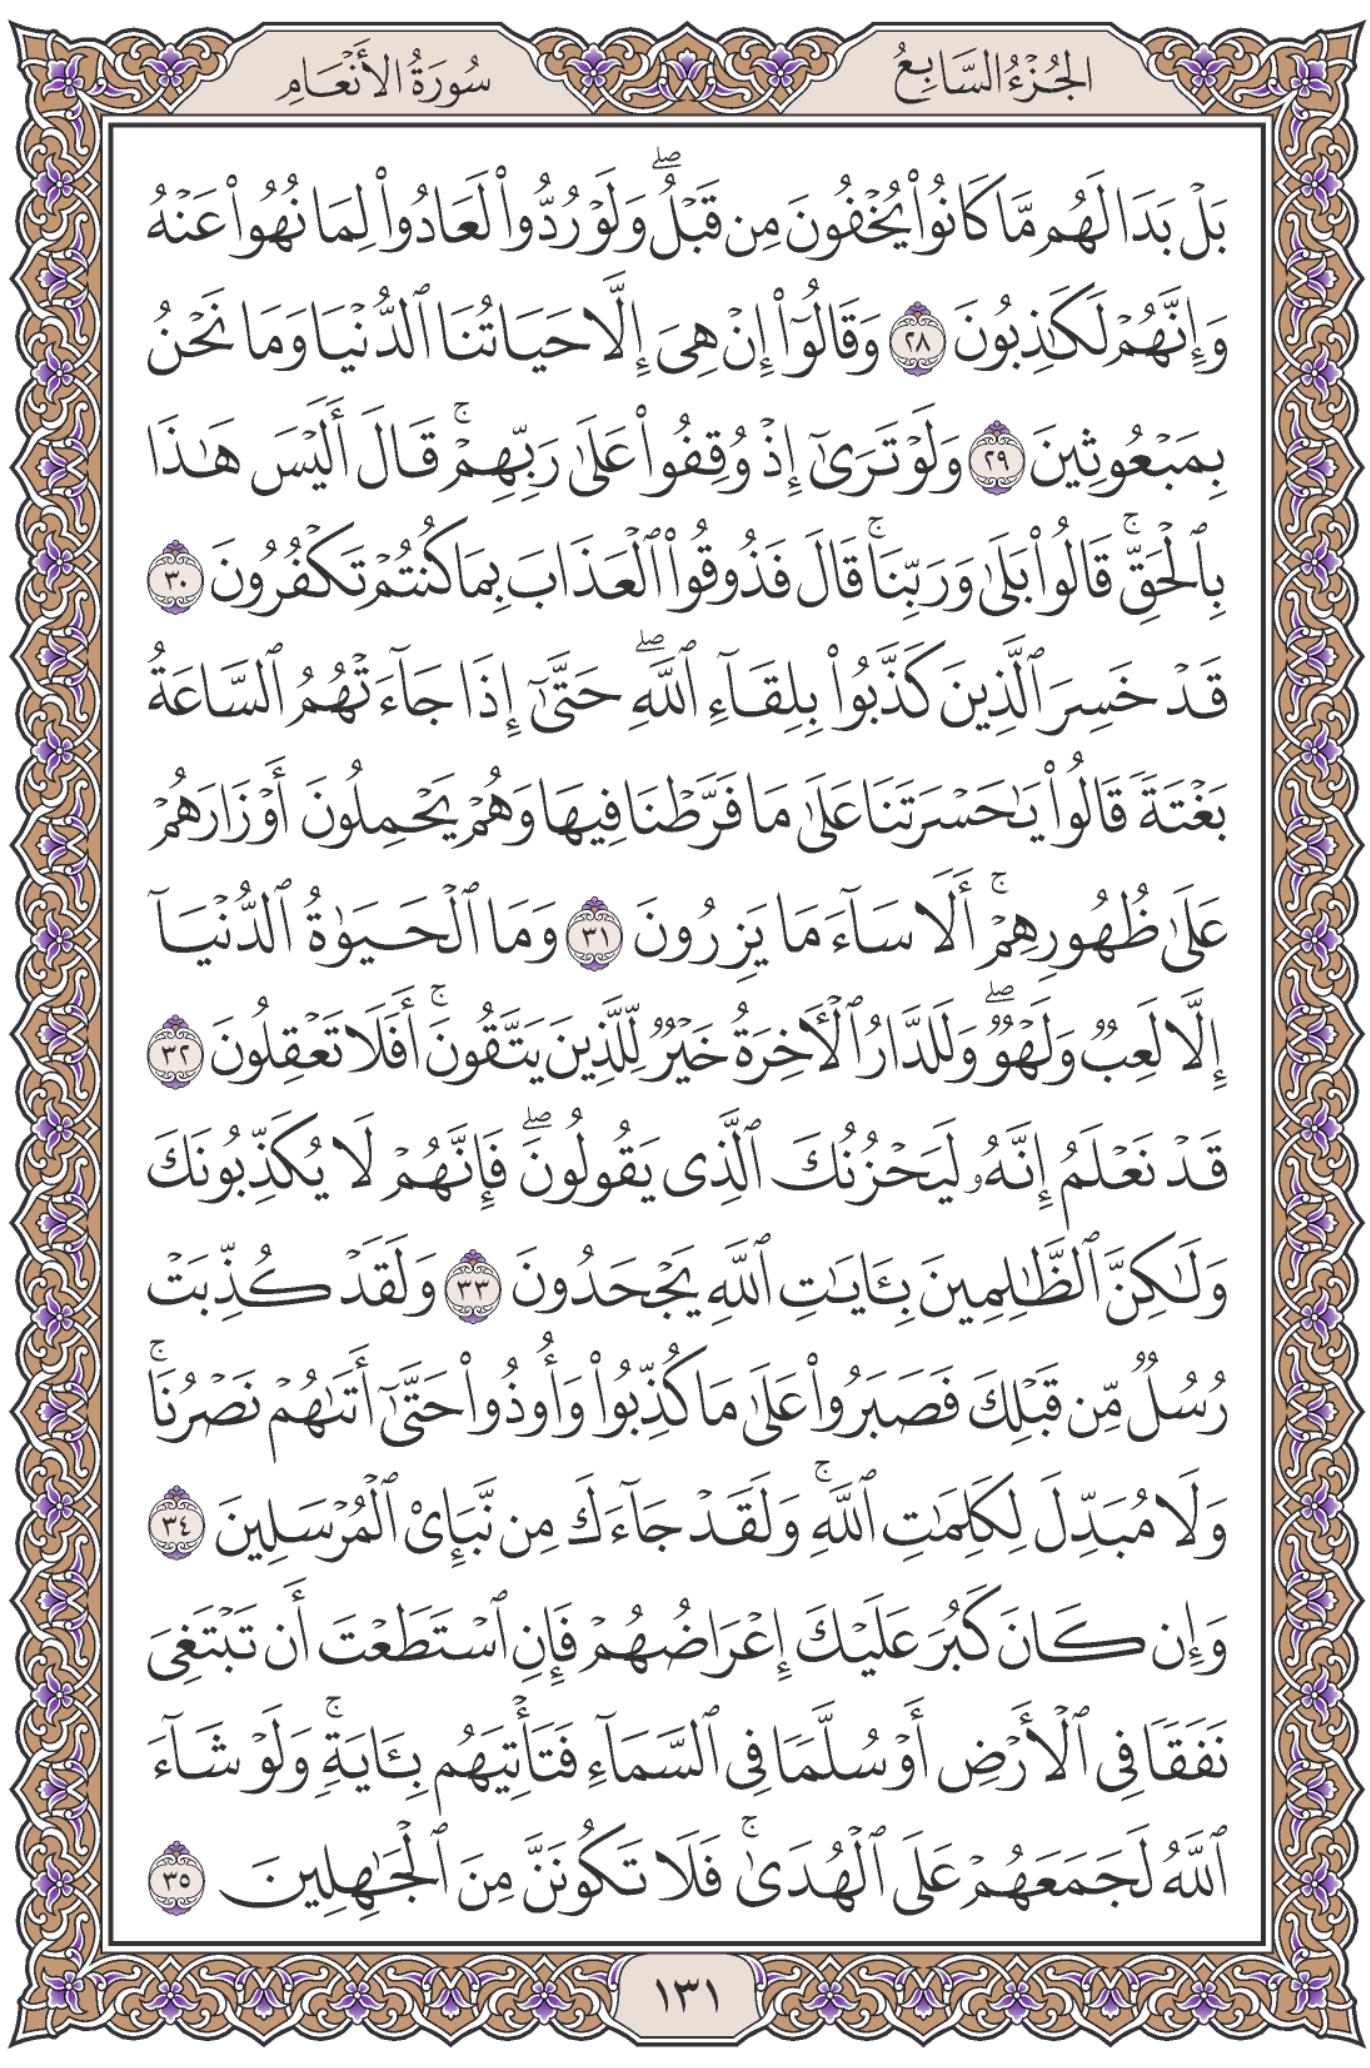 الجُزْءُ السَّابِعُ
سُورَةُ الأَنْعَامِ
بَلْ بَدَا لَهُم مَّا كَانُوا۟ يُخْفُونَ مِن قَبْلُ ۖ وَلَوْ رُدُّوا۟ لَعَادُوا۟ لِمَا نُهُوا۟ عَنْهُ
وَإِنَّهُمْ لَكَـٰذِبُونَ ٢٨ وَقَالُوٓا۟ إِنْ هِىَ إِلَّا حَيَاتُنَا ٱلدُّنْيَا وَمَا نَحْنُ
بِمَبْعُوثِينَ ٢٩ وَلَوْ تَرَىٰٓ إِذْ وُقِفُوا۟ عَلَىٰ رَبِّهِمْ ۚ قَالَ أَلَيْسَ هَـٰذَا
بِٱلْحَقِّ ۚ قَالُوا۟ بَلَىٰ وَرَبِّنَا ۚ قَالَ فَذُوقُوا۟ ٱلْعَذَابَ بِمَا كُنتُمْ تَكْفُرُونَ ٣٠
قَدْ خَسِرَ ٱلَّذِينَ كَذَّبُوا۟ بِلِقَآءِ ٱللَّهِ ۖ حَتَّىٰٓ إِذَا جَآءَتْهُمُ ٱلسَّاعَةُ
بَغْتَةً قَالُوا۟ يَـٰحَسْرَتَنَا عَلَىٰ مَا فَرَّطْنَا فِيهَا وَهُمْ يَحْمِلُونَ أَوْزَارَهُمْ
عَلَىٰ ظُهُورِهِمْ ۚ أَلَا سَآءَ مَا يَزِرُونَ ٣١ وَمَا ٱلْحَيَوٰةُ ٱلدُّنْيَآ
إِلَّا لَعِبٌ وَلَهْوٌ ۖ وَلَلدَّارُ ٱلْـَٔاخِرَةُ خَيْرٌ لِّلَّذِينَ يَتَّقُونَ ۚ أَفَلَا تَعْقِلُونَ ٣٢
قَدْ نَعْلَمُ إِنَّهُۥ لَيَحْزُنُكَ ٱلَّذِى يَقُولُونَ ۖ فَإِنَّهُمْ لَا يُكَذِّبُونَكَ
وَلَـٰكِنَّ ٱلظَّـٰلِمِينَ بِـَٔايَـٰتِ ٱللَّهِ يَجْحَدُونَ ٣٣ وَلَقَدْ كُذِّبَتْ
رُسُلٌ مِّن قَبْلِكَ فَصَبَرُوا۟ عَلَىٰ مَا كُذِّبُوا۟ وَأُوذُوا۟ حَتَّىٰٓ أَتَىٰهُمْ نَصْرُنَا ۚ
وَلَا مُبَدِّلَ لِكَلِمَـٰتِ ٱللَّهِ ۚ وَلَقَدْ جَآءَكَ مِن نَّبَإِى۟ ٱلْمُرْسَلِينَ ٣٤
وَإِن كَانَ كَبُرَ عَلَيْكَ إِعْرَاضُهُمْ فَإِنِ ٱسْتَطَعْتَ أَن تَبْتَغِىَ
نَفَقًا فِى ٱلْأَرْضِ أَوْ سُلَّمًا فِى ٱلسَّمَآءِ فَتَأْتِيَهُم بِـَٔايَةٍ ۚ وَلَوْ شَآءَ
ٱللَّهُ لَجَمَعَهُمْ عَلَى ٱلْهُدَىٰ ۚ فَلَا تَكُونَنَّ مِنَ ٱلْجَـٰهِلِينَ ٣٥
١٣١